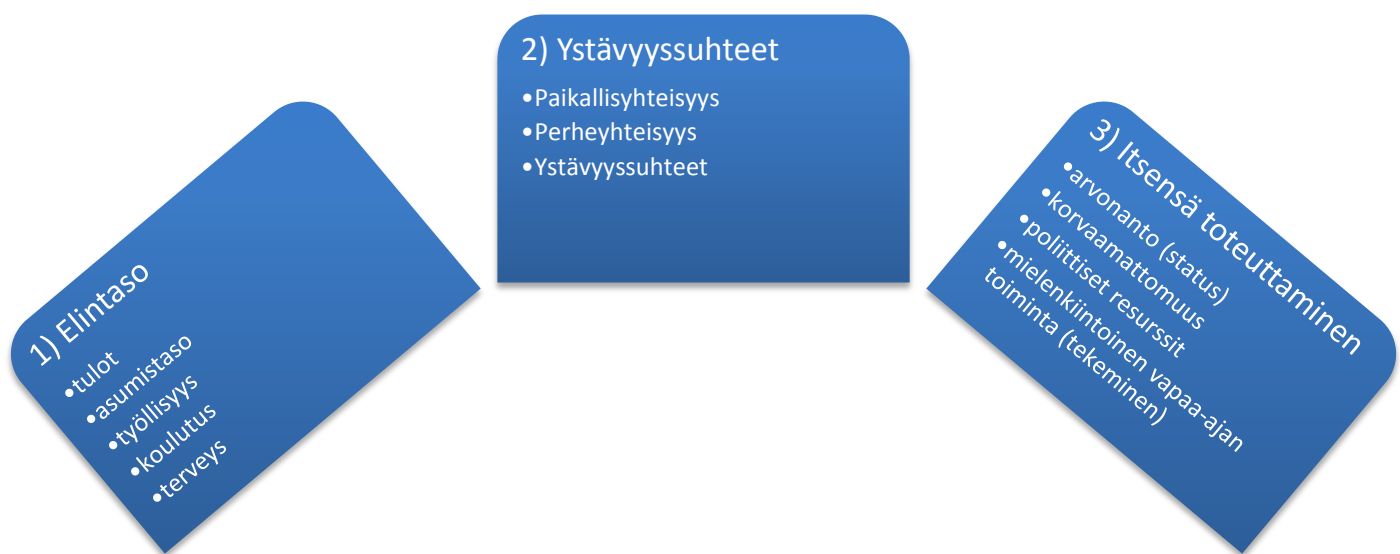 1) Elintaso
•tulot
•asumistaso
•työllisyys
•koulutus
•terveys
2) Ystävyyssuhteet
•Paikallisyhteisyys
•Perheyhteisyys
•Ystävyyssuhteet
3) Itsensä toteuttaminen
•arvonanto (status)
•korvaamattomuus
•poliittiset resurssit
•mielenkiintoinen vapaa-ajan
toiminta (tekeminen)